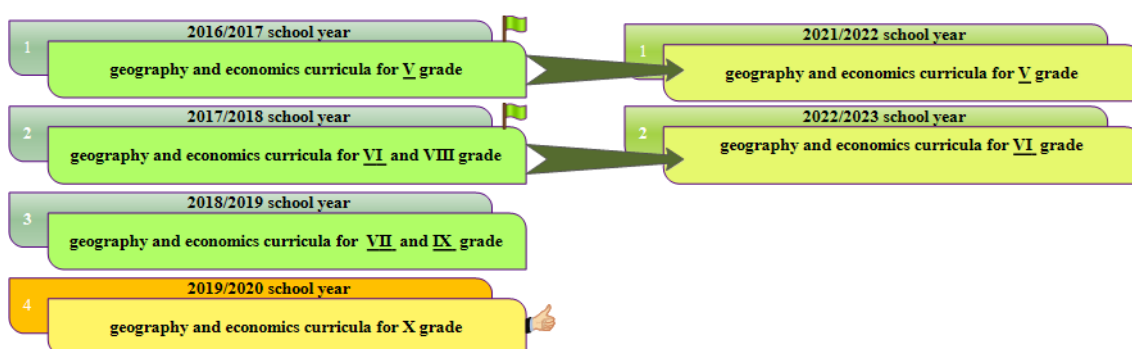 1
2016/2017 school year
geography and economics curricula for V grade
2
2017/2018 school year
geography and economics curricula for VI and VIII grade
3
2018/2019 school year
geography and economics curricula for VII and IX grade
4
2019/2020 school year
geography and economics curricula for X grade
1
2021/2022 school year
geography and economics curricula for V grade
2
2022/2023 school year
geography and economics curricula for VI grade